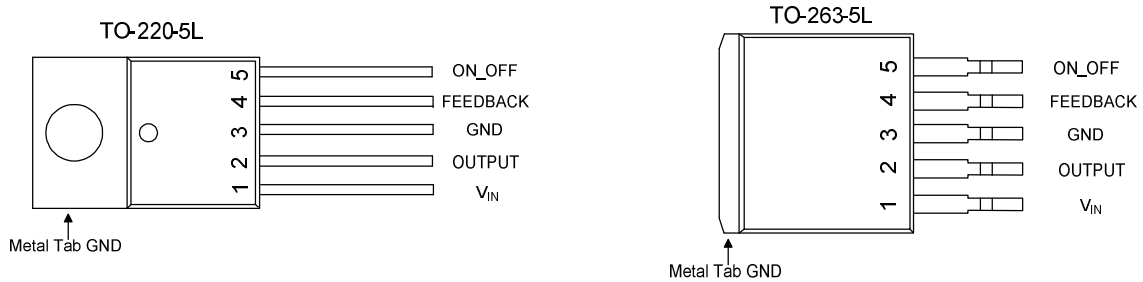 TO-220-5L
5 ON_OFF
4 FEEDBACK
3 GND
2 OUTPUT
1 VIN
Metal Tab GND
TO-263-5L
5 ON_OFF
4 FEEDBACK
3 GND
2 OUTPUT
1 VIN
Metal Tab GND